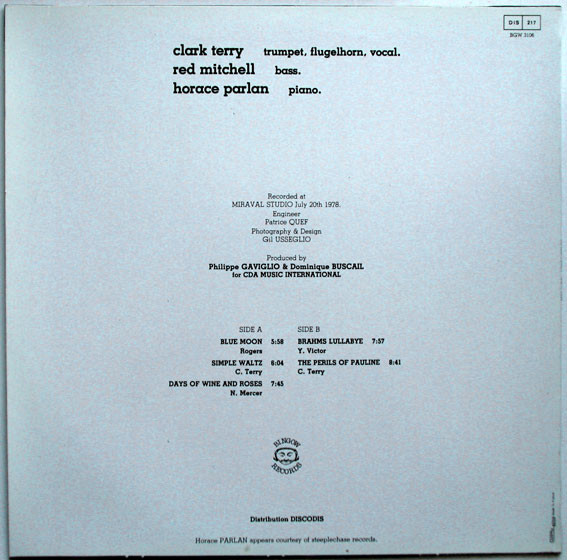 DIS 217
BGW 3106
clark terry trumpet, flugelhorn, vocal.
red mitchell bass.
horace parlan piano.
Recorded at
MIRAVAL STUDIO July 20th 1978.
Engineer
Patrice QUEF
Photography & Design
Gil USSEGLIO
Produced by
Philippe GAVIGLIO & Dominique BUSCAIL
for CDA MUSIC INTERNATIONAL
SIDE A
BLUE MOON 5:58
Rogers
SIMPLE WALTZ 6:04
C. Terry
DAYS OF WINE AND ROSES 7:45
N. Mercer
SIDE B
BRAHMS LULLABYE 7:57
Y. Victor
THE PERILS OF PAULINE 8:41
C. Terry
BINGOW
RECORDS
Distribution DISCODIS
Horace PARLAN appears courtesy of steeplechase records.